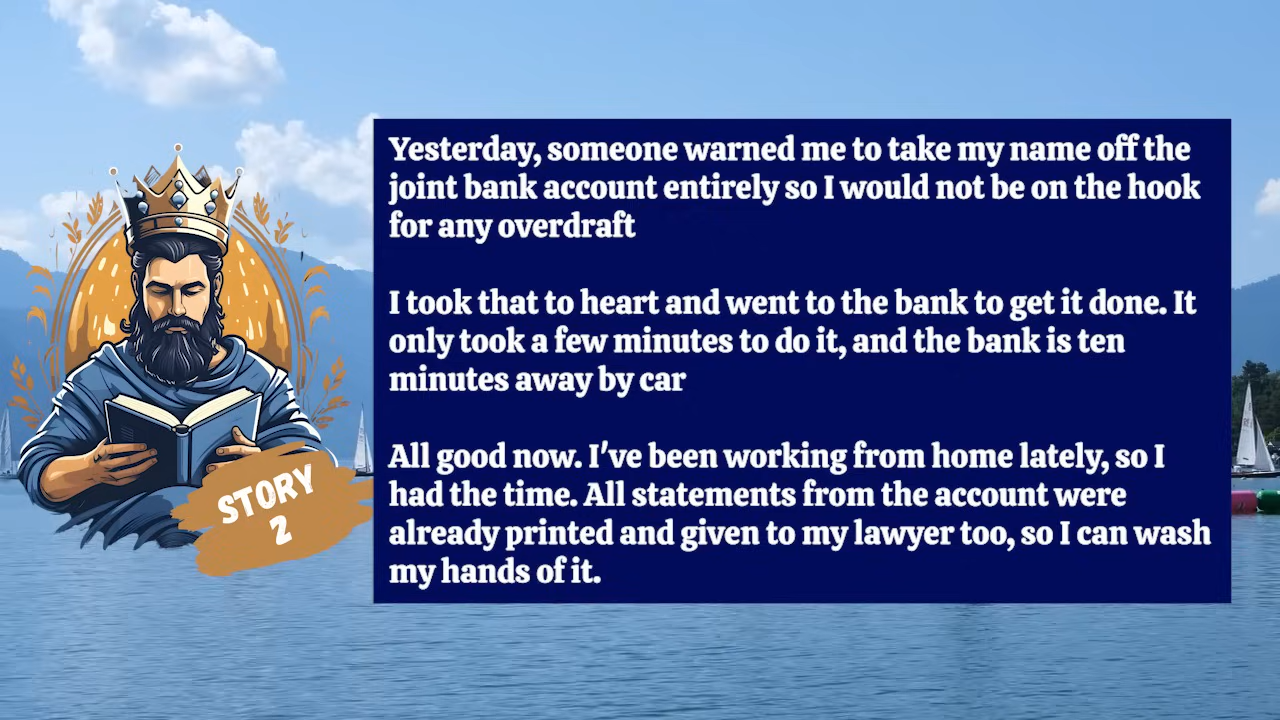 Yesterday, someone warned me to take my name off the
joint bank account entirely so I would not be on the hook
for any overdraft
I took that to heart and went to the bank to get it done. It
only took a few minutes to do it, and the bank is ten
minutes away by car
All good now. I've been working from home lately, so I
had the time. All statements from the account were
already printed and given to my lawyer too, so I can wash
my hands of it.
STORY
2